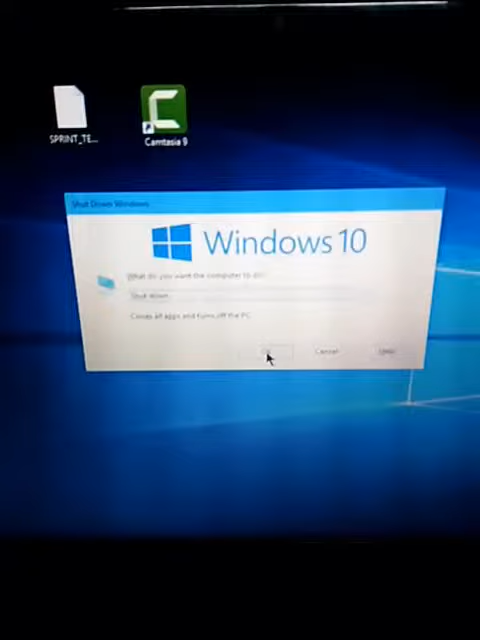 SPRINT_TE...
Camtasia 9
Shut Down Windows
Windows 10
What do you want the computer to do?
Shut down
Closes all apps and turns off the PC.
OK
Cancel
Help